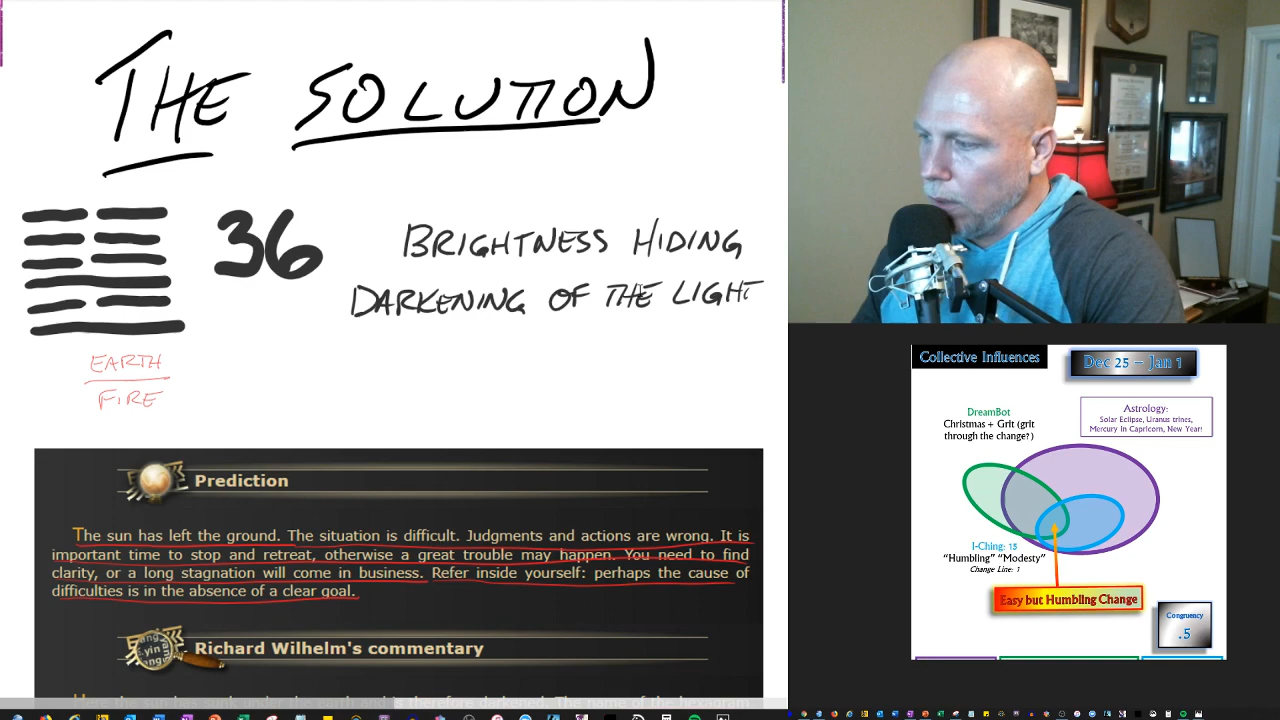 THE SOLUTION
36
BRIGHTNESS HIDING
DARKENING OF THE LIGHT
EARTH
FIRE
Prediction
The sun has left the ground. The situation is difficult. Judgments and actions are wrong. It is
important time to stop and retreat, otherwise a great trouble may happen. You need to find
clarity, or a long stagnation will come in business. Refer inside yourself: perhaps the cause of
difficulties is in the absence of a clear goal.
Richard Wilhelm's commentary
Collective Influences
Dec 25 – Jan 1
DreamBot
Christmas + Grit (grit
through the change?)
Astrology:
Solar Eclipse, Uranus trines,
Mercury in Capricorn, New Year!
I-Ching: 15
"Humbling" "Modesty"
Change Line: 1
Easy but Humbling Change
Congruency
.5